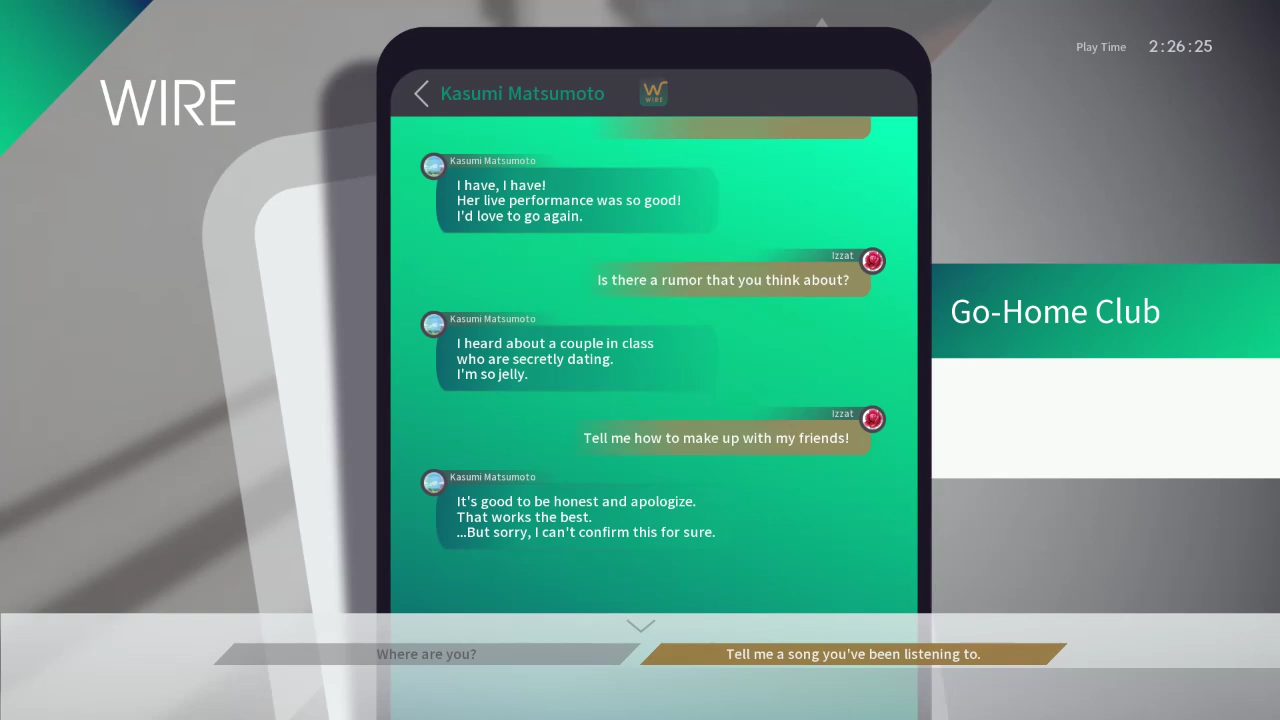 Play Time 2:26:25
WIRE
Kasumi Matsumoto
W
WIRE
Kasumi Matsumoto
I have, I have!
Her live performance was so good!
I'd love to go again.
Izzat
Is there a rumor that you think about?
Kasumi Matsumoto
I heard about a couple in class
who are secretly dating.
I'm so jelly.
Izzat
Tell me how to make up with my friends!
Kasumi Matsumoto
It's good to be honest and apologize.
That works the best.
...But sorry, I can't confirm this for sure.
Go-Home Club
Where are you?
Tell me a song you've been listening to.